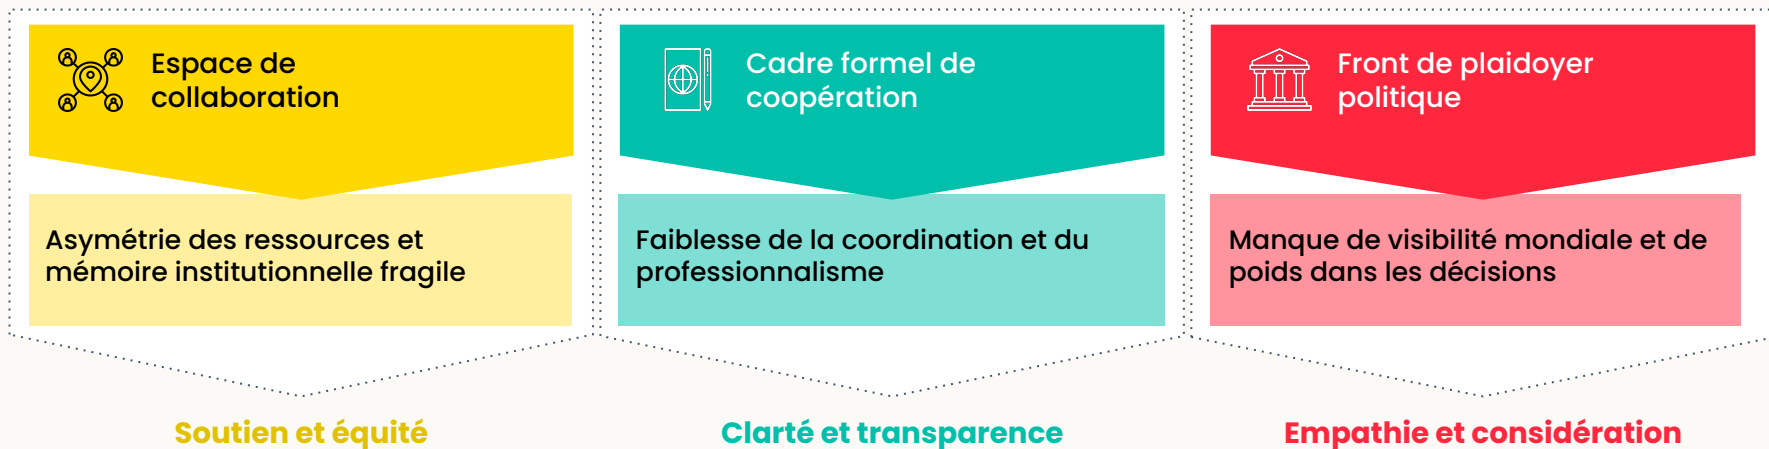 Espace de
collaboration
Asymétrie des ressources et
mémoire institutionnelle fragile
Soutien et équité
Cadre formel de
coopération
Faiblesse de la coordination et du
professionnalisme
Clarté et transparence
Front de plaidoyer
politique
Manque de visibilité mondiale et de
poids dans les décisions
Empathie et considération